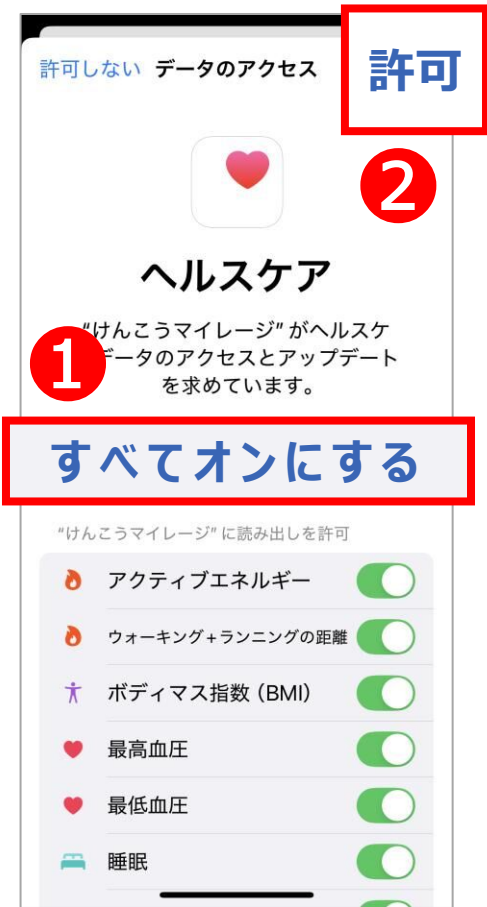 許可しない データのアクセス 許可
2
ヘルスケア
"けんこうマイレージ" がヘルスケ
1 データのアクセスとアップデート
を求めています。
すべてオンにする
"けんこうマイレージ" に読み出しを許可
アクティブエネルギー
ウォーキング+ランニングの距離
ボディマス指数 (BMI)
最高血圧
最低血圧
睡眠